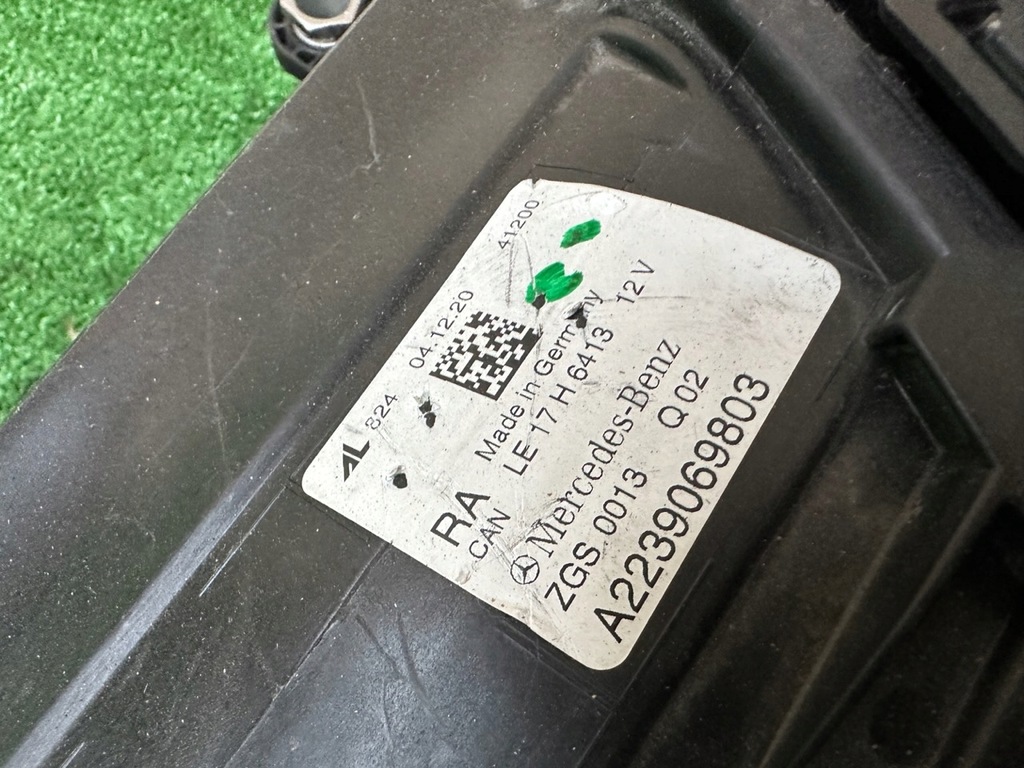 AL 824 04.12.20 41200
RA Made in Germany
CAN LE 17 H 6413 12 V
Mercedes-Benz
ZGS 0013 Q 02
A2239069803